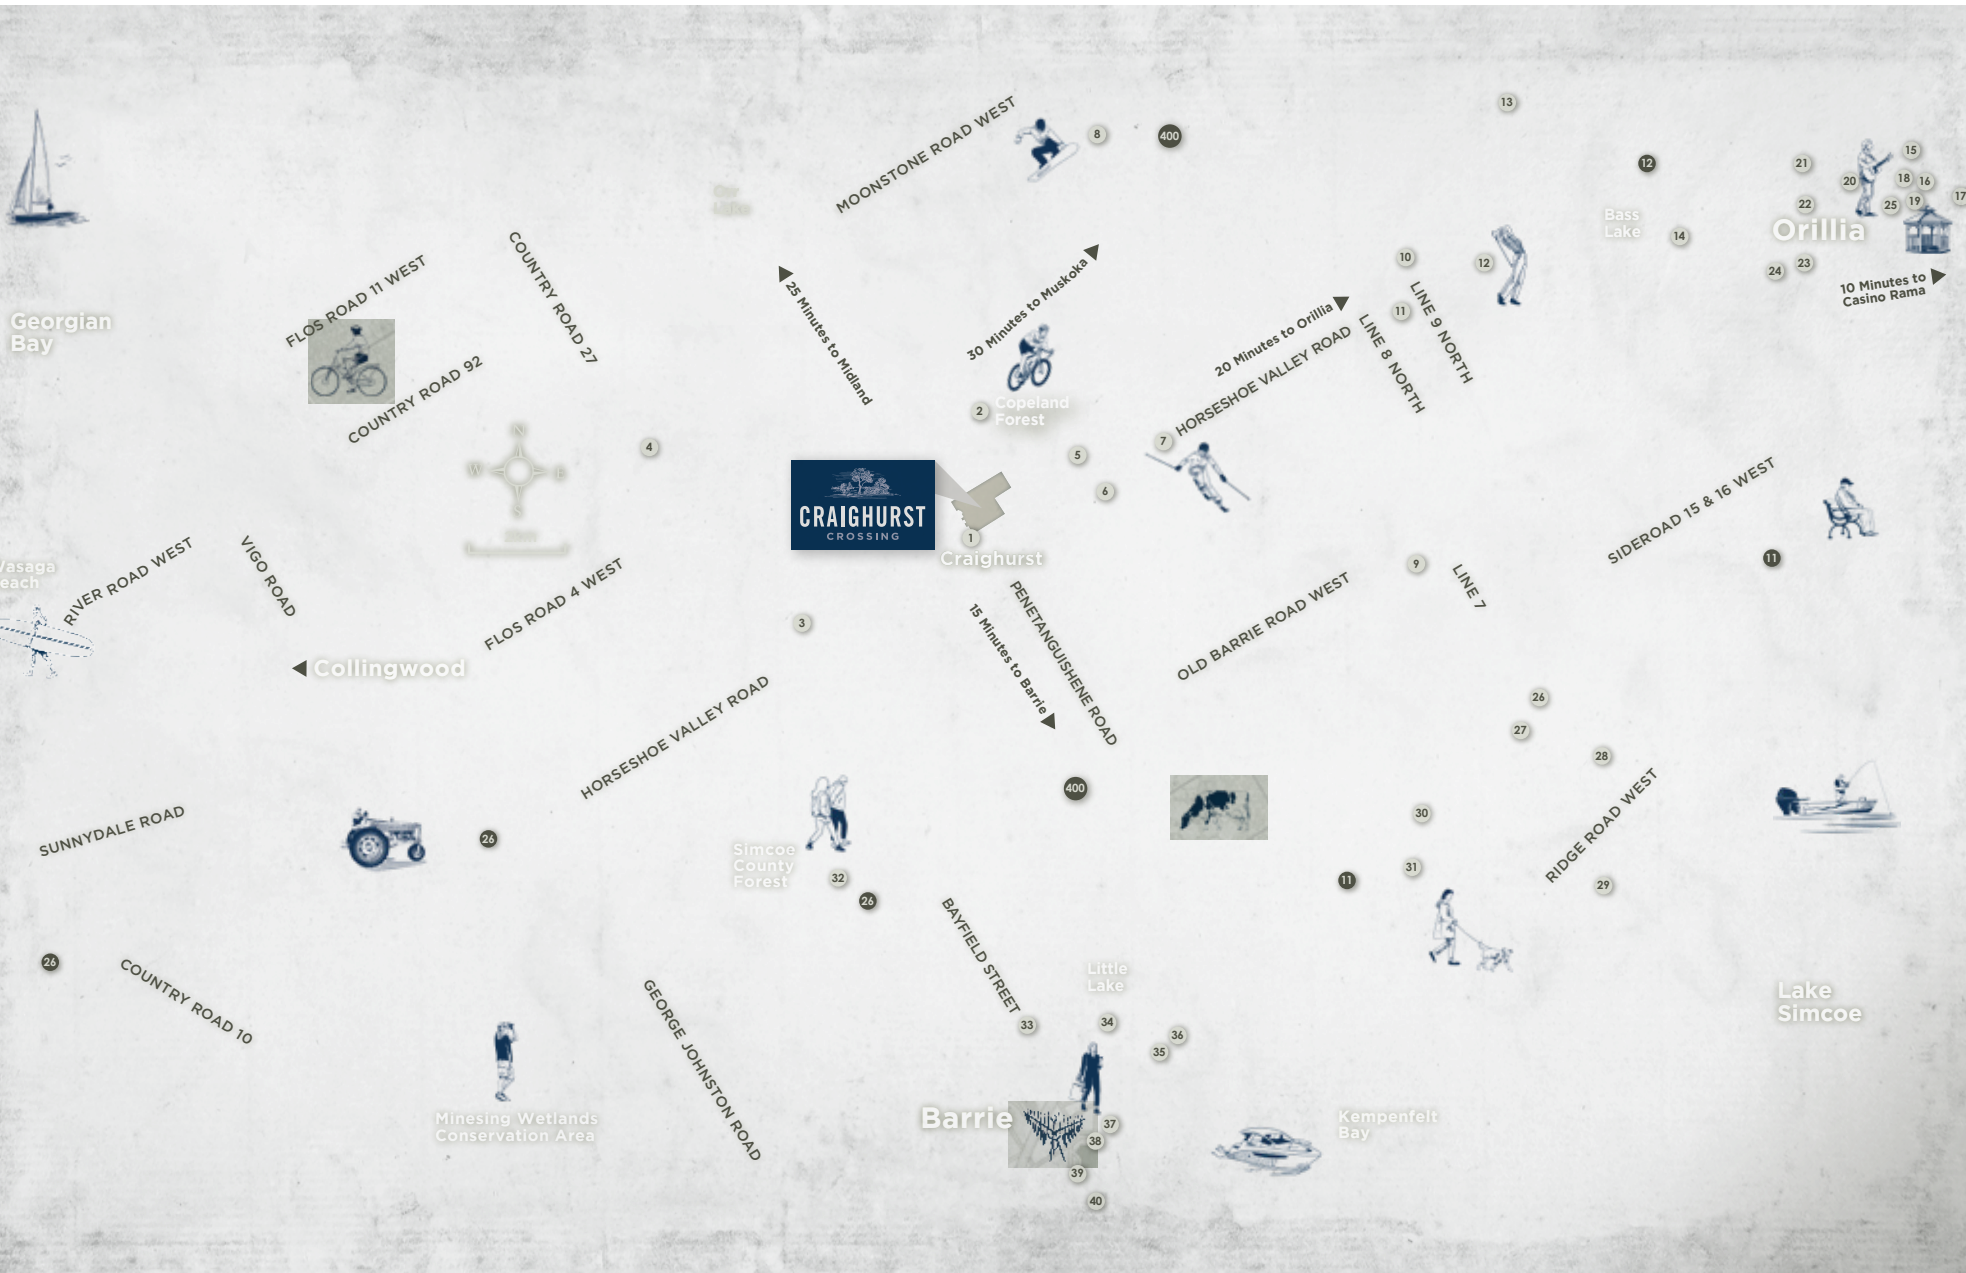 MOONSTONE ROAD WEST
8
400
13
12
15
21
20
18
16
17
22
25
19
Orillia
Bass
Lake
14
24
23
10 Minutes to
Casino Rama
Georgian
Bay
FLOS ROAD 11 WEST
COUNTRY ROAD 27
COUNTRY ROAD 92
25 Minutes to Midland
30 Minutes to Muskoka
20 Minutes to Orillia
HORSESHOE VALLEY ROAD
10
12
11
LINE 9 NORTH
LINE 8 NORTH
2
Copeland
Forest
N
W
E
S
4
5
7
6
CRAIGHURST
CROSSING
1
Craighurst
SIDEROAD 15 & 16 WEST
11
RIVER ROAD WEST
VIGO ROAD
FLOS ROAD 4 WEST
Collingwood
3
15 Minutes to Barrie
PENETANGUISHENE ROAD
OLD BARRIE ROAD WEST
9
LINE 7
HORSESHOE VALLEY ROAD
26
27
28
400
RIDGE ROAD WEST
30
31
11
29
SUNNYDALE ROAD
26
Simcoe
County
Forest
32
26
26
COUNTRY ROAD 10
GEORGE JOHNSTON ROAD
BAYFIELD STREET
Little
Lake
Lake
Simcoe
33
34
36
35
Minesing Wetlands
Conservation Area
Barrie
37
38
39
40
Kempenfelt
Bay